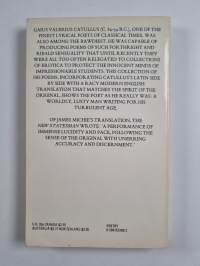 GAIUS VALERIUS CATULLUS (C. 84-54 B.C.), ONE OF THE
FINEST LYRICAL POETS OF CLASSICAL TIMES, WAS
ALSO AMONG THE BAWDIEST. HE WAS CAPABLE OF
PRODUCING POEMS OF SUCH FORTHRIGHT AND
RIBALD SENSUALITY THAT UNTIL RECENTLY THEY
WERE ALL TOO OFTEN RELEGATED TO COLLECTIONS
OF EROTICA TO PROTECT THE INNOCENT MINDS OF
IMPRESSIONABLE STUDENTS. THIS COLLECTION OF
HIS POEMS, INCORPORATING CATULLUS'S LATIN SIDE
BY SIDE WITH A RACY MODERN ENGLISH
TRANSLATION THAT MATCHES THE SPIRIT OF THE
ORIGINAL, SHOWS THE POET AS HE REALLY WAS: A
WORLDLY, LUSTY MAN WRITING FOR HIS
TURBULENT AGE.
OF JAMES MICHIE'S TRANSLATION, THE
NEW STATESMAN WROTE: 'A PERFORMANCE OF
IMMENSE LUCIDITY AND PACE, FOLLOWING THE
SENSE OF THE ORIGINAL WITH UNERRING
ACCURACY AND DISCERNMENT.'
POETRY